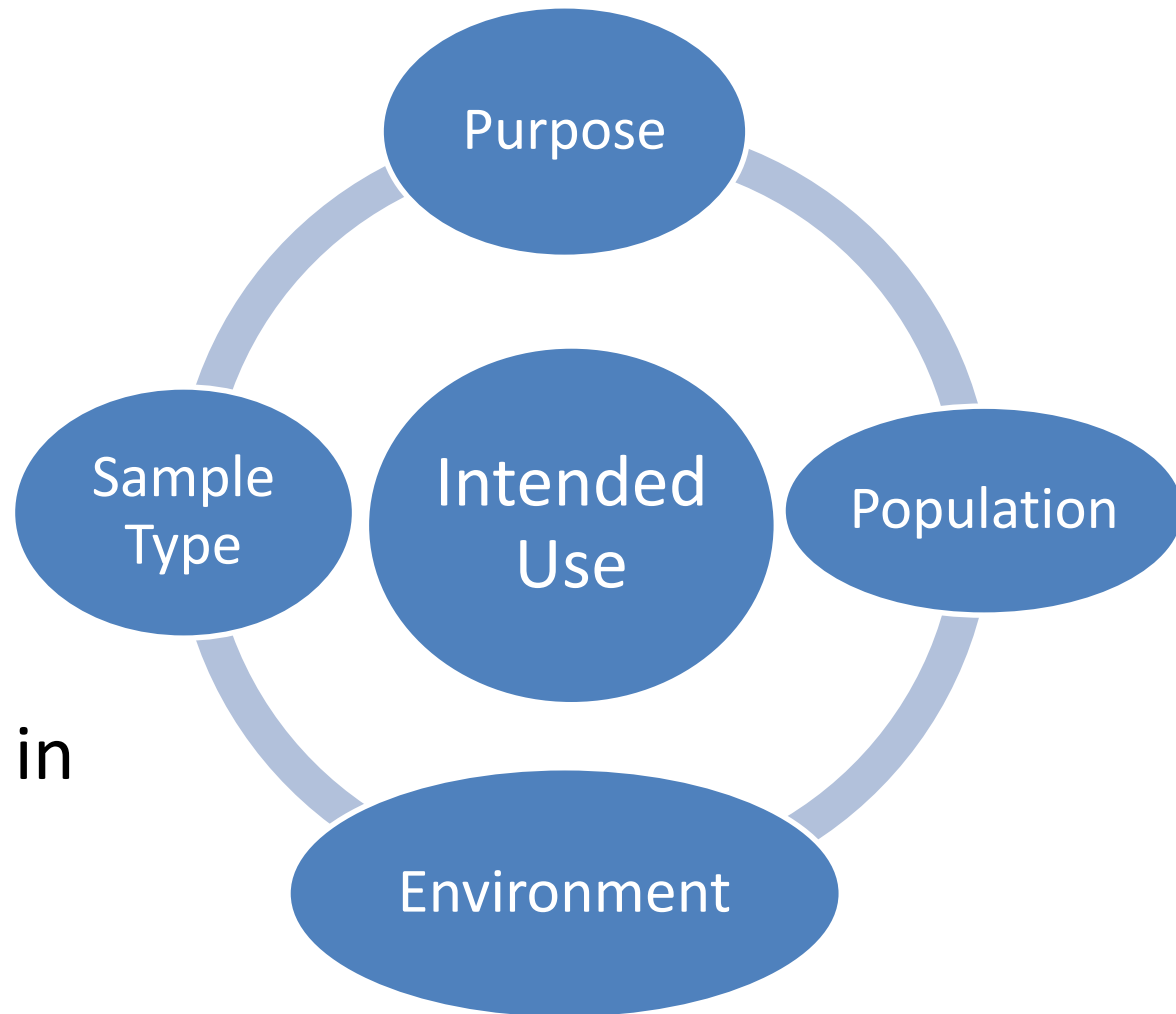 Purpose
Sample
Type
Intended
Use
Population
in
Environment